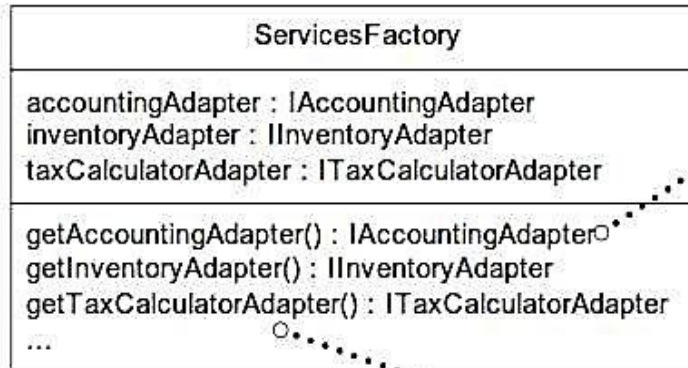 ServicesFactory
accountingAdapter : IAccountingAdapter
inventoryAdapter : IInventoryAdapter
taxCalculatorAdapter : ITaxCalculatorAdapter
getAccountingAdapter() : IAccountingAdapter
getInventoryAdapter() : IInventoryAdapter
getTaxCalculatorAdapter() : ITaxCalculatorAdapter
...